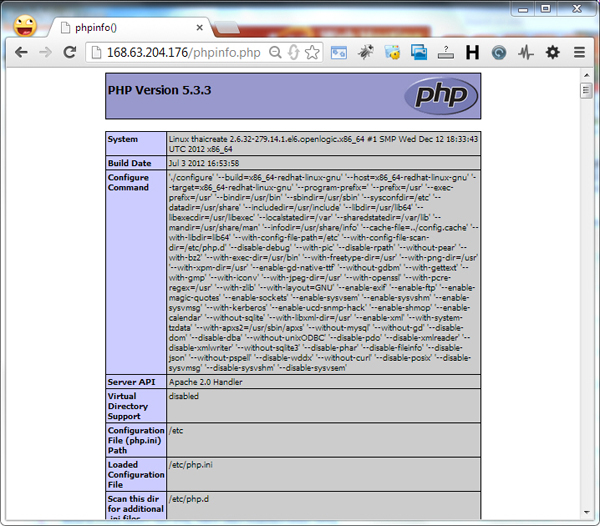 phpinfo()
168.63.204.176/phpinfo.php
PHP Version 5.3.3
php
System
Linux thaicreate 2.6.32-279.14.1.el6.openlogic.x86_64 #1 SMP Wed Dec 12 18:33:43
UTC 2012 x86_64
Build Date
Jul 3 2012 16:53:58
Configure
Command
'./configure' '--build=x86_64-redhat-linux-gnu' '--host=x86_64-redhat-linux-gnu' '-
-target=x86_64-redhat-linux-gnu' '--program-prefix=' '--prefix=/usr' '--exec-
prefix=/usr' '--bindir=/usr/bin' '--sbindir=/usr/sbin' '--sysconfdir=/etc' '--
datadir=/usr/share' '--includedir=/usr/include' '--libdir=/usr/lib64' '--
libexecdir=/usr/libexec' '--localstatedir=/var' '--sharedstatedir=/var/lib' '--
mandir=/usr/share/man' '--infodir=/usr/share/info' '--cache-file=../config.cache' '--
with-libdir=lib64' '--with-config-file-path=/etc' '--with-config-file-scan-
dir=/etc/php.d' '--disable-debug' '--with-pic' '--disable-rpath' '--without-pear' '--
with-bz2' '--with-exec-dir=/usr/bin' '--with-freetype-dir=/usr' '--with-png-dir=/usr'
'--with-xpm-dir=/usr' '--enable-gd-native-ttf' '--without-gdbm' '--with-gettext' '--
with-gmp' '--with-iconv' '--with-jpeg-dir=/usr' '--with-openssl' '--with-pcre-
regex=/usr' '--with-zlib' '--with-layout=GNU' '--enable-exif' '--enable-ftp' '--enable-
magic-quotes' '--enable-sockets' '--enable-sysvsem' '--enable-sysvshm' '--enable-
sysvmsg' '--with-kerberos' '--enable-ucd-snmp-hack' '--enable-shmop' '--enable-
calendar' '--without-sqlite' '--with-libxml-dir=/usr' '--enable-xml' '--with-system-
tzdata' '--with-apxs2=/usr/sbin/apxs' '--without-mysql' '--without-gd' '--disable-
dom' '--disable-dba' '--without-unixODBC' '--disable-pdo' '--disable-xmlreader' '--
disable-xmlwriter' '--without-sqlite3' '--disable-phar' '--disable-fileinfo' '--disable-
json' '--without-pspell' '--disable-wddx' '--without-curl' '--disable-posix' '--disable-
sysvmsg' '--disable-sysvshm' '--disable-sysvsem'
Server API
Apache 2.0 Handler
Virtual
Directory
Support
disabled
Configuration
File (php.ini)
Path
/etc
Loaded
Configuration
File
/etc/php.ini
Scan this dir
for additional
.ini files
/etc/php.d